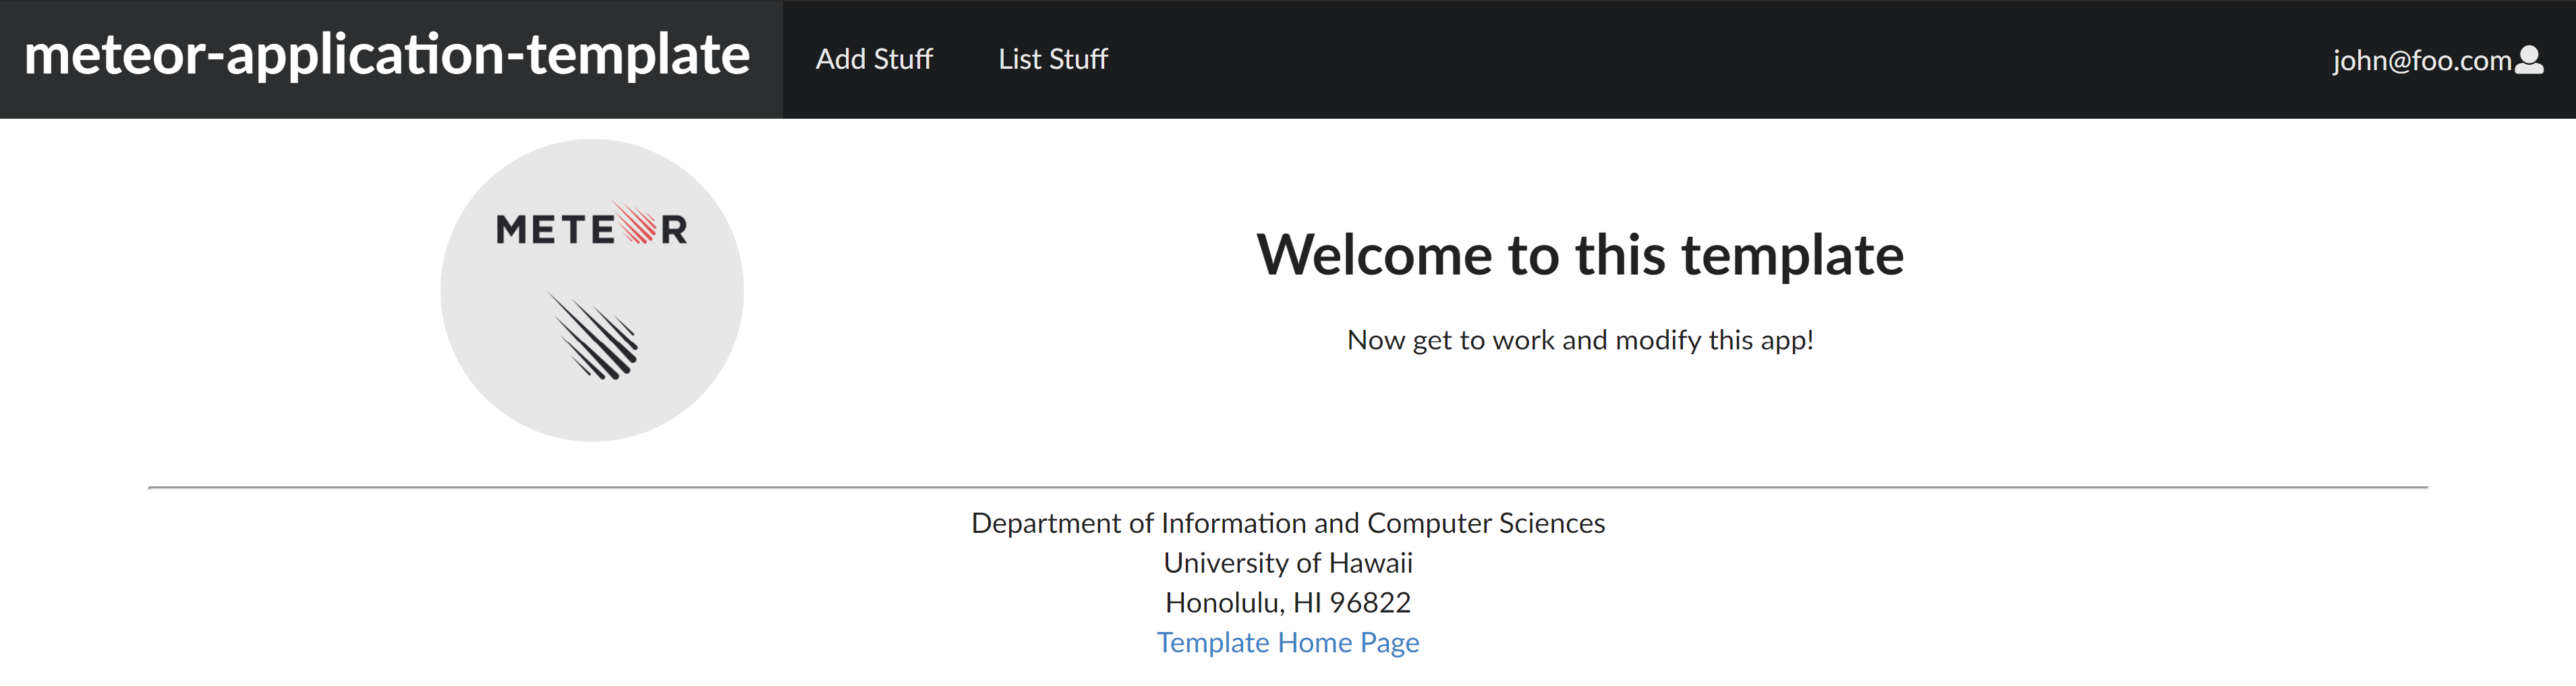 meteor-application-template
Add Stuff
List Stuff
john@foo.com
METEOR
Welcome to this template
Now get to work and modify this app!
Department of Information and Computer Sciences
University of Hawaii
Honolulu, HI 96822
Template Home Page